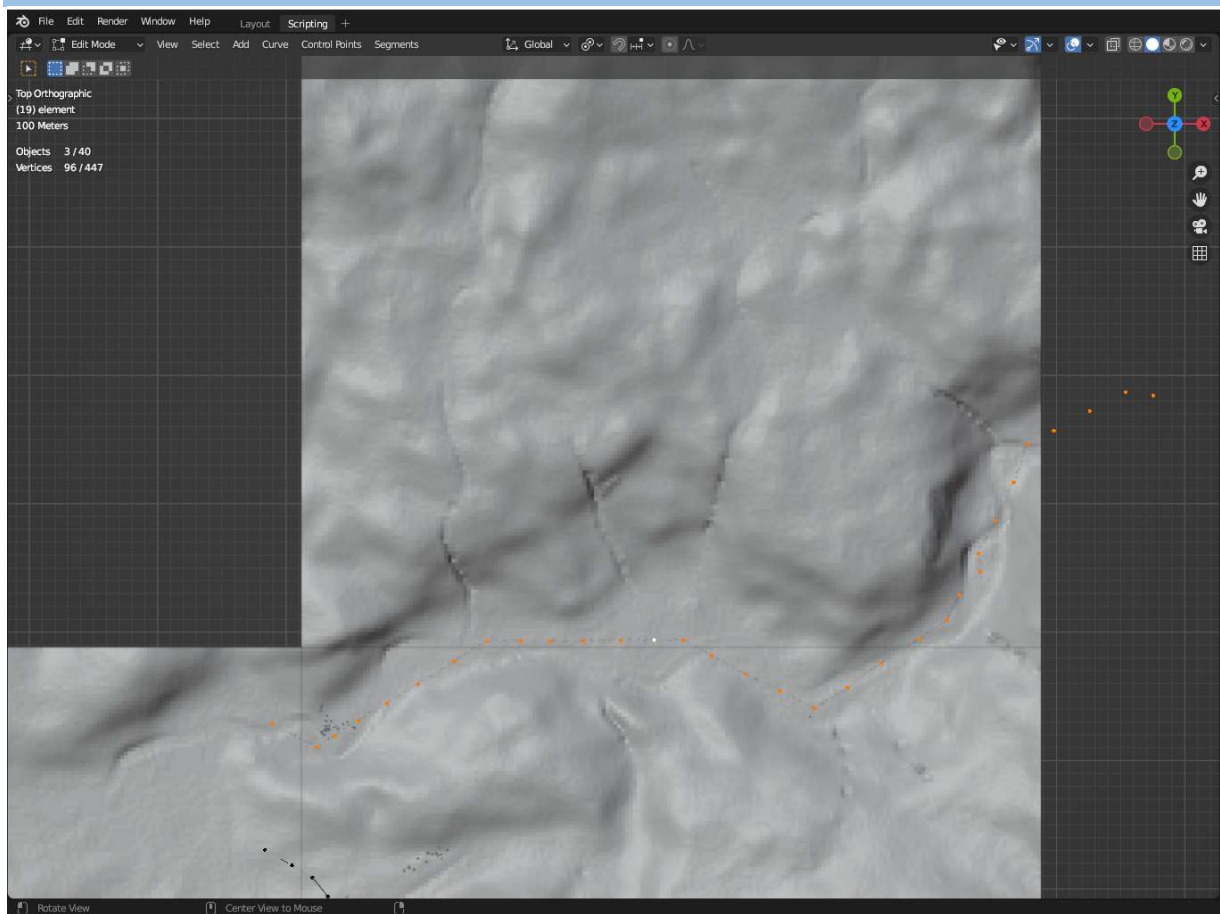 File Edit Render Window Help Layout Scripting +
Edit Mode View Select Add Curve Control Points Segments Global
Top Orthographic
(19) element
100 Meters
Objects 3 / 40
Vertices 96 / 447
Y
Z X
Rotate View Center View to Mouse